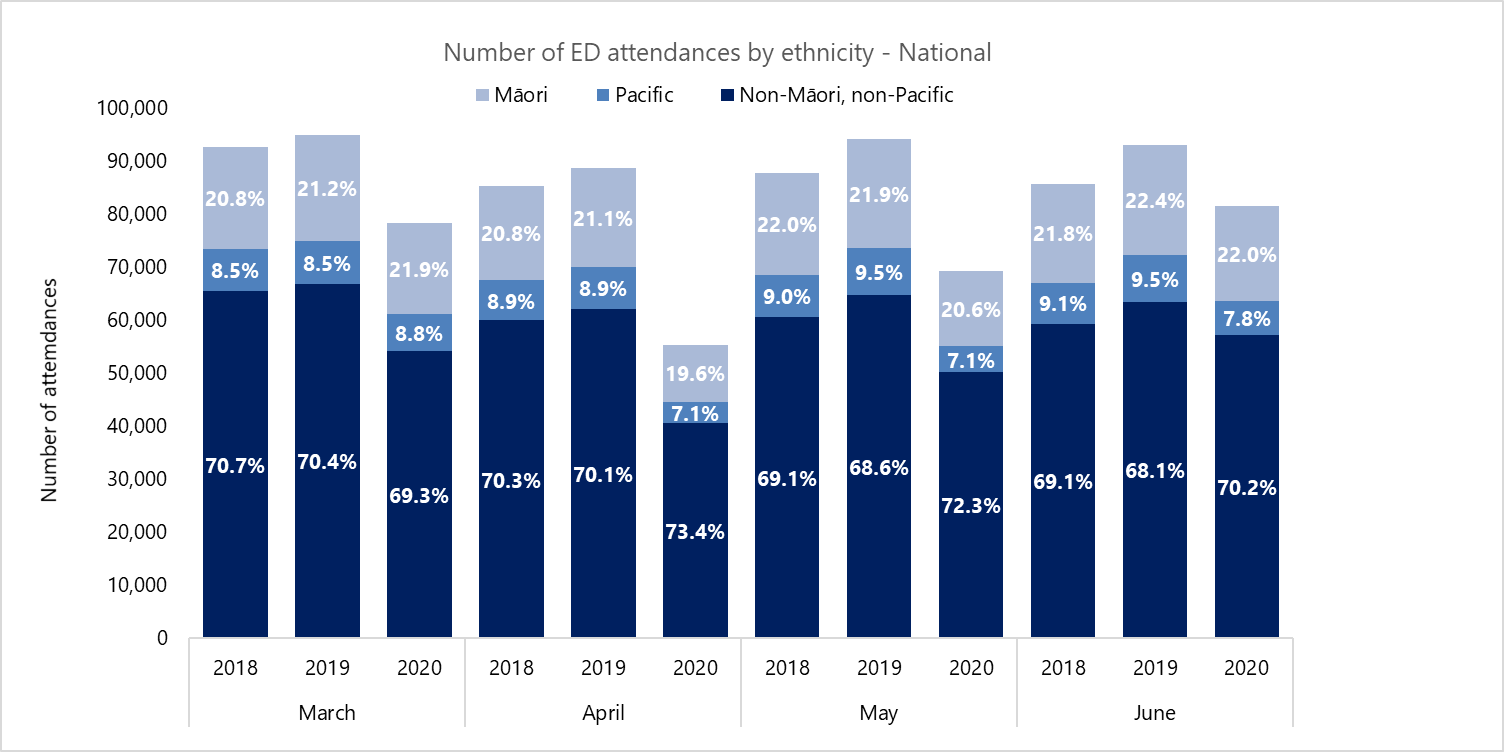 Number of ED attendances by ethnicity - National
Māori Pacific Non-Māori, non-Pacific
Number of attemdances
100,000
90,000
80,000
70,000
60,000
50,000
40,000
30,000
20,000
10,000
0
20.8% 21.2% 21.9% 20.8% 21.1% 19.6% 22.0% 21.9% 20.6% 21.8% 22.4% 22.0%
8.5% 8.5% 8.8% 8.9% 8.9% 7.1% 9.0% 9.5% 7.1% 9.1% 9.5% 7.8%
70.7% 70.4% 69.3% 70.3% 70.1% 73.4% 69.1% 68.6% 72.3% 69.1% 68.1% 70.2%
2018 2019 2020 2018 2019 2020 2018 2019 2020 2018 2019 2020
March April May June